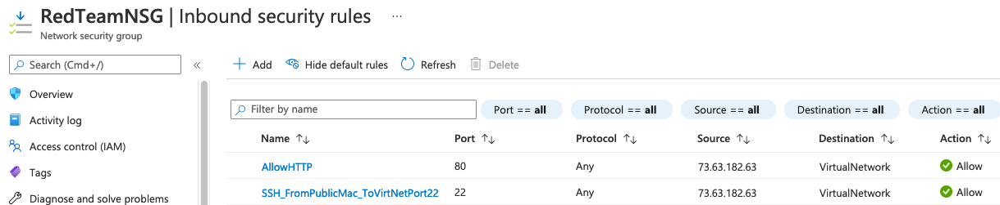 RedTeamNSG | Inbound security rules ...
Network security group
Search (Cmd+/) «
Add Hide default rules Refresh Delete
Overview
Activity log
Access control (IAM)
Tags
Diagnose and solve problems
Filter by name Port == all Protocol == all Source == all Destination == all Action == all
Name ↑↓ Port ↑↓ Protocol ↑↓ Source ↑↓ Destination ↑↓ Action ↑↓
AllowHTTP 80 Any 73.63.182.63 VirtualNetwork Allow
SSH_FromPublicMac_ToVirtNetPort22 22 Any 73.63.182.63 VirtualNetwork Allow